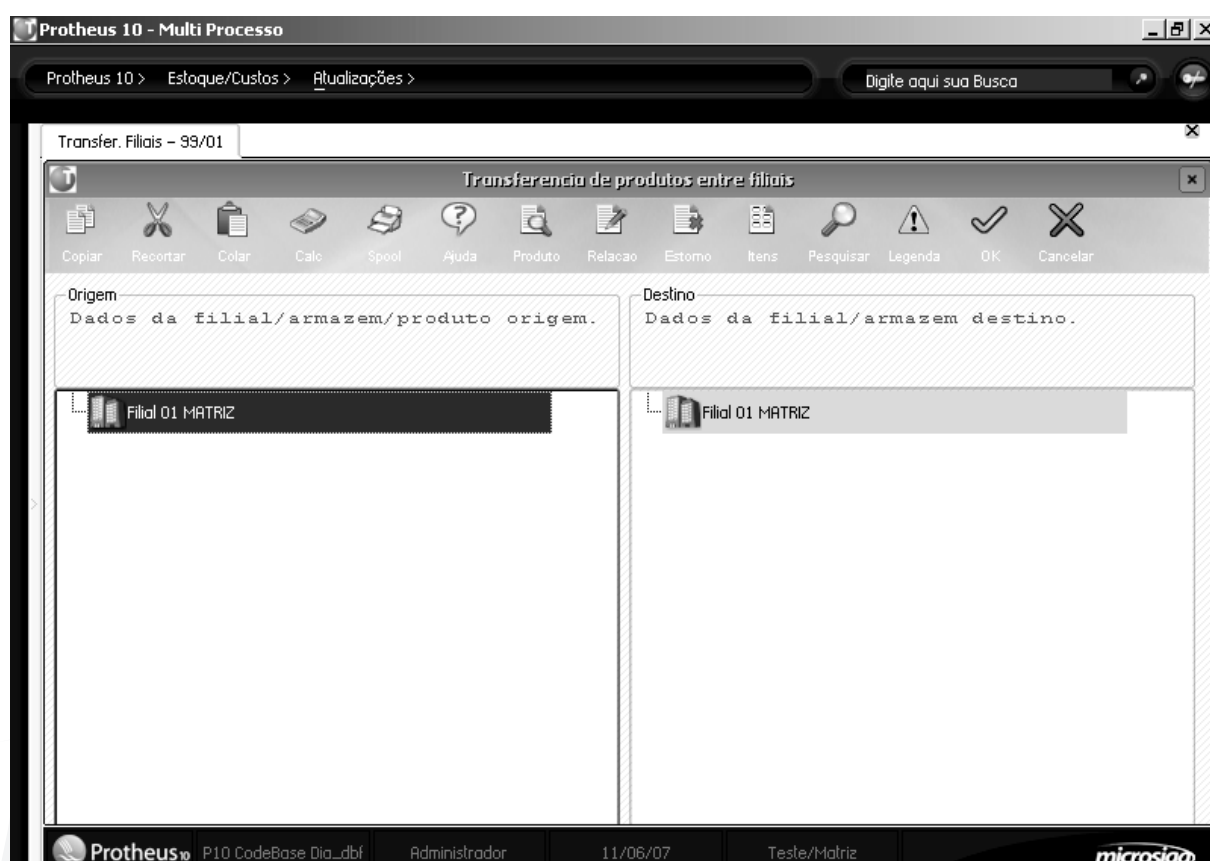 Protheus 10 - Multi Processo
Protheus 10 > Estoque/Custos > Atualizações > Digite aqui sua Busca
Transfer. Filiais – 99/01
Transferencia de produtos entre filiais
Copiar Recortar Colar Calc Spool Ajuda Produto Relacao Estorno Itens Pesquisar Legenda OK Cancelar
Origem
Dados da filial/armazem/produto origem.
Destino
Dados da filial/armazem destino.
Filial 01 MATRIZ
Filial 01 MATRIZ
Protheus10 P10 CodeBase Dia_dbf Administrador 11/06/07 Teste/Matriz microsiga